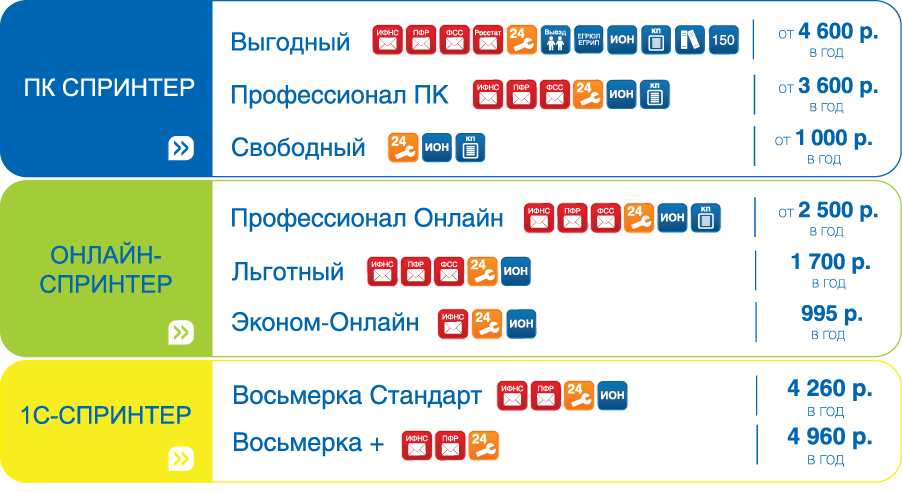 ПК СПРИНТЕР
Выгодный ИФНС ПФР ФСС Росстат 24 Выезд ЕГРЮЛ ЕГРИП ИОН КП 150 от 4 600 р. в год
Профессионал ПК ИФНС ПФР ФСС 24 ИОН КП от 3 600 р. в год
Свободный 24 ИОН КП от 1 000 р. в год
ОНЛАЙН-
СПРИНТЕР
Профессионал Онлайн ИФНС ПФР ФСС 24 ИОН КП от 2 500 р. в год
Льготный ИФНС ПФР ФСС 24 ИОН 1 700 р. в год
Эконом-Онлайн ИФНС 24 ИОН 995 р. в год
1С-СПРИНТЕР
Восьмерка Стандарт ИФНС ПФР 24 ИОН 4 260 р. в год
Восьмерка + ИФНС ПФР 24 4 960 р. в год